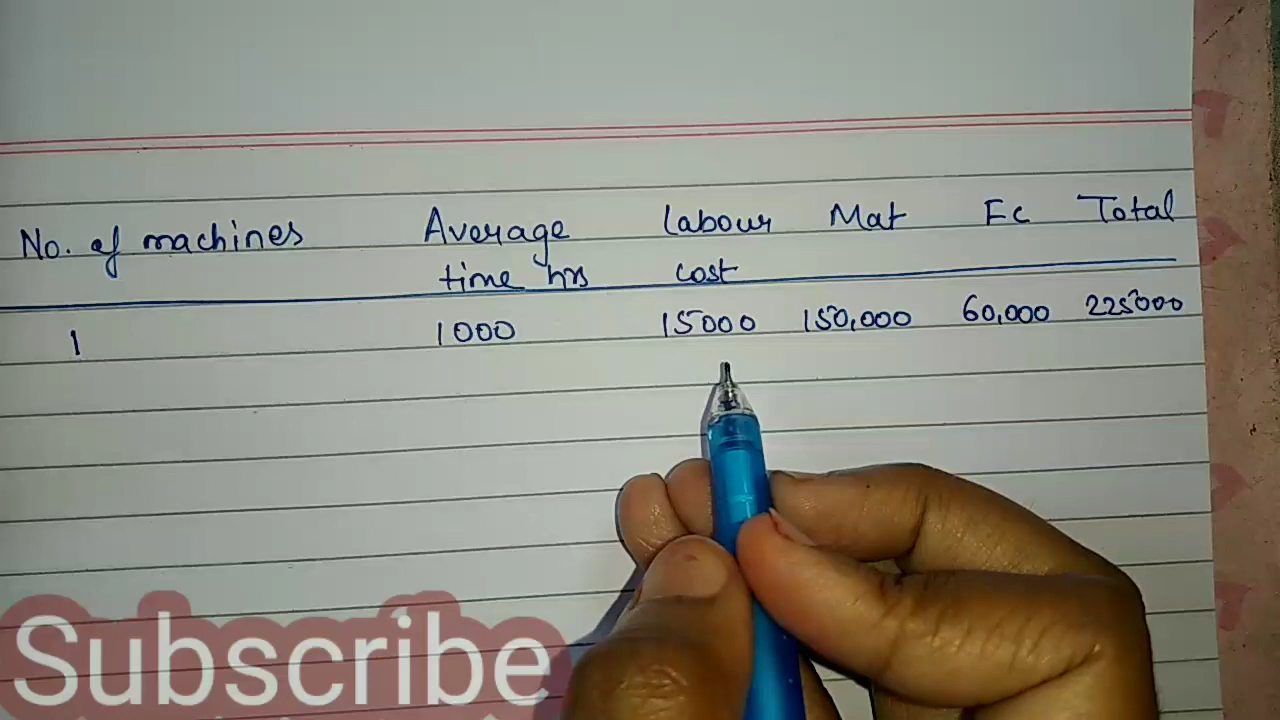 No. of machines Average time hrs Labour cost Mat Fc Total
1 1000 15000 150,000 60,000 225000
Subscribe